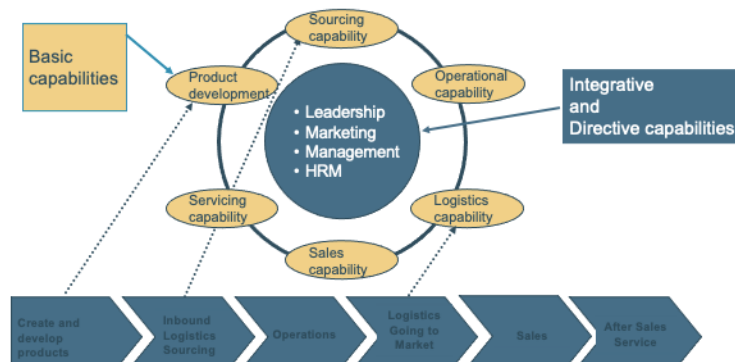 Sourcing
capability
Basic
capabilities
Product
development
Operational
capability
Integrative
and
Directive capabilities
• Leadership
• Marketing
• Management
• HRM
Servicing
capability
Logistics
capability
Sales
capability
Create and
develop
products
Inbound
Logistics
Sourcing
Operations
Logistics
Going to
Market
Sales
After Sales
Service